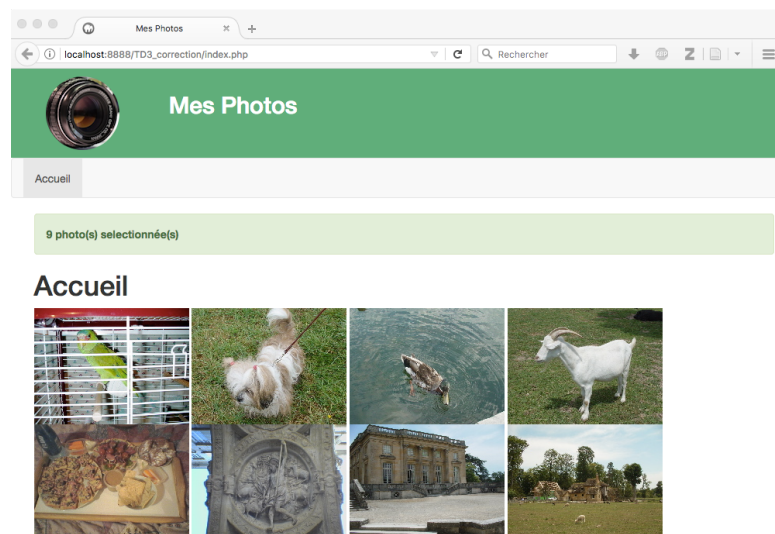 Mes Photos
localhost:8888/TD3_correction/index.php
Rechercher
Mes Photos
Accueil
9 photo(s) selectionnée(s)
Accueil